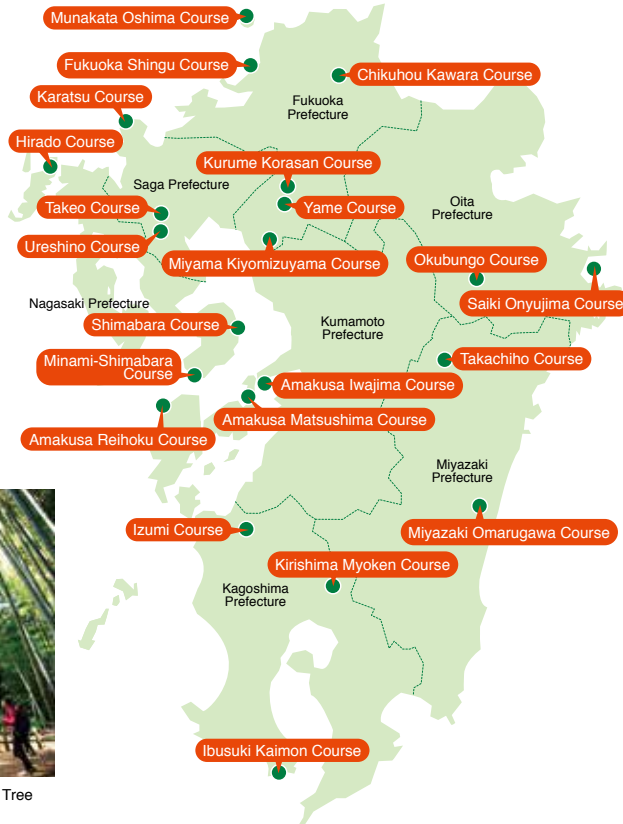 Munakata Oshima Course
Fukuoka Shingu Course
Chikuhou Kawara Course
Karatsu Course
Fukuoka
Prefecture
Hirado Course
Kurume Korasan Course
Saga Prefecture
Takeo Course
Yame Course
Oita
Prefecture
Ureshino Course
Miyama Kiyomizuyama Course
Okubungo Course
Nagasaki Prefecture
Saiki Onyujima Course
Shimabara Course
Kumamoto
Prefecture
Minami-Shimabara
Course
Takachiho Course
Amakusa Iwajima Course
Amakusa Matsushima Course
Amakusa Reihoku Course
Miyazaki
Prefecture
Izumi Course
Miyazaki Omarugawa Course
Kirishima Myoken Course
Kagoshima
Prefecture
Ibusuki Kaimon Course
Tree